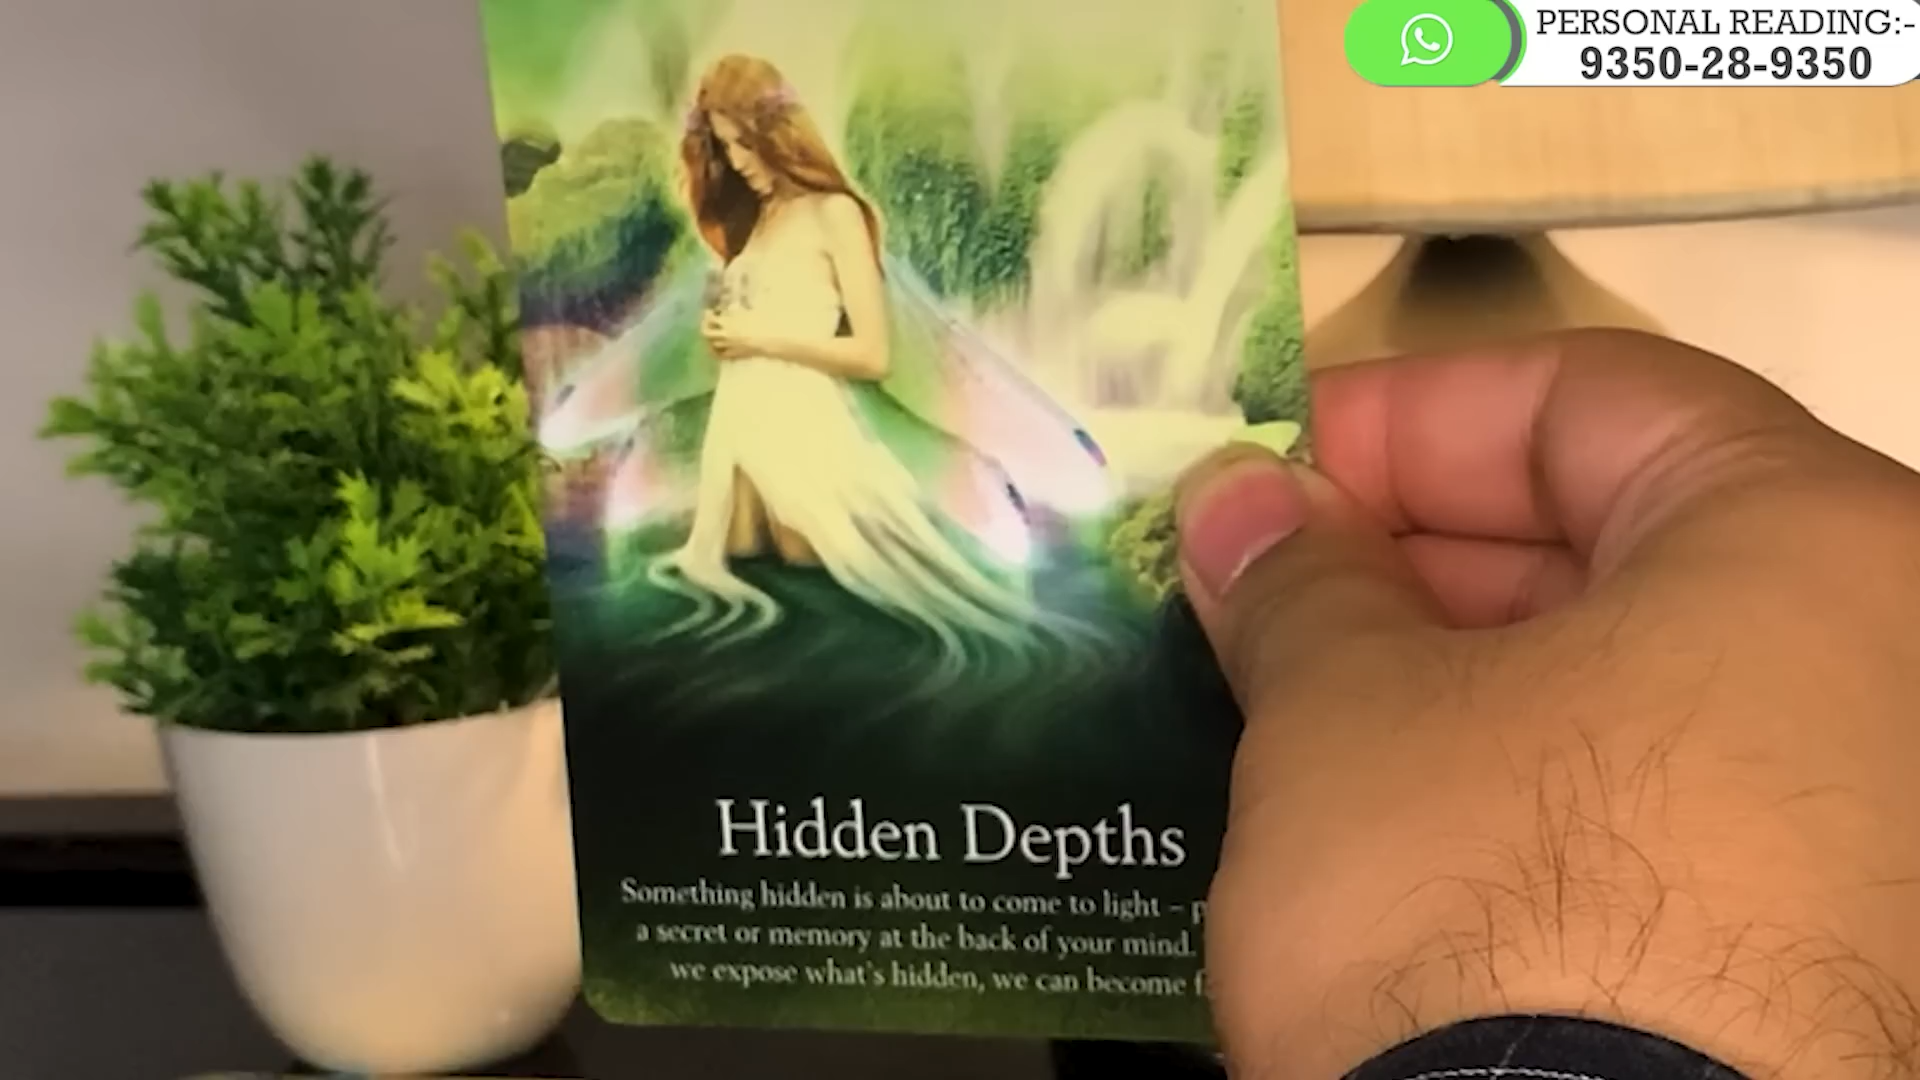 PERSONAL READING:-
9350-28-9350
Hidden Depths
Something hidden is about to come to light –
a secret or memory at the back of your mind.
we expose what's hidden, we can become